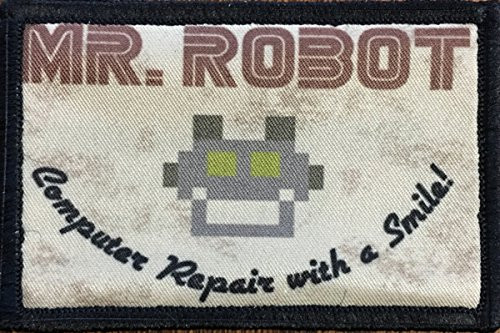 MR. ROBOT
Computer Repair with a Smile!